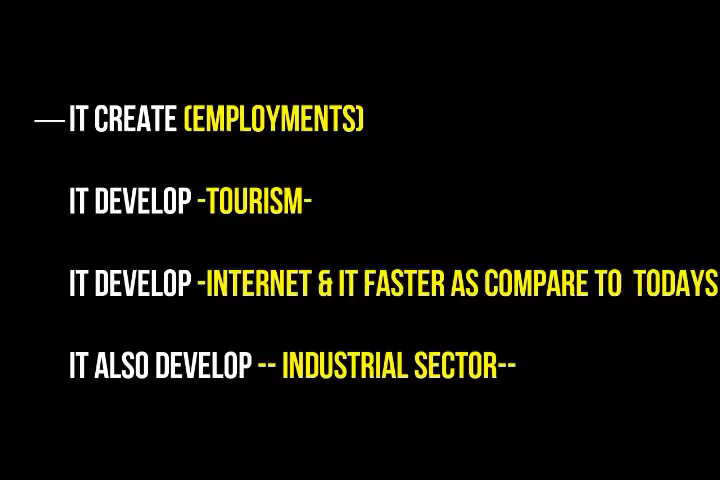 —IT CREATE (EMPLOYMENTS)
IT DEVELOP -TOURISM-
IT DEVELOP -INTERNET & IT FASTER AS COMPARE TO TODAYS
IT ALSO DEVELOP -- INDUSTRIAL SECTOR--